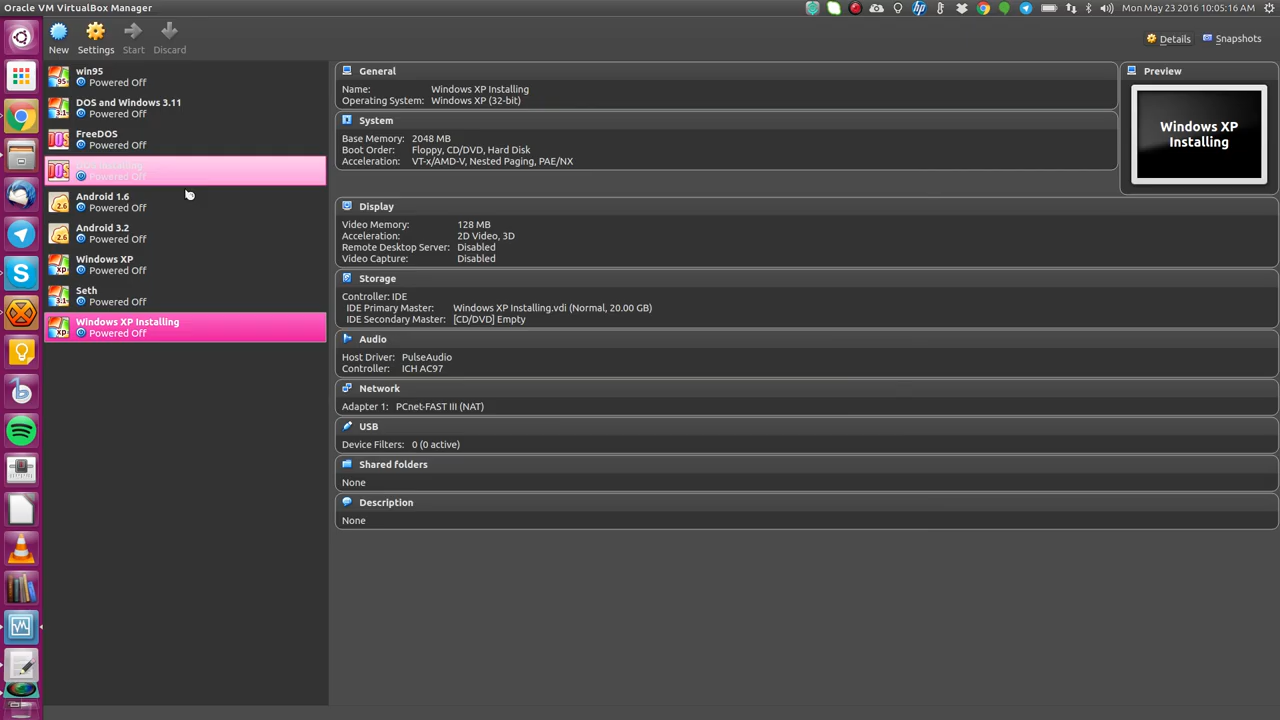 Oracle VM VirtualBox Manager
Mon May 23 2016 10:05:16 AM
New
Settings
Start
Discard
Details
Snapshots
win95
Powered Off
DOS and Windows 3.11
Powered Off
FreeDOS
Powered Off
DOS Installing
Powered Off
Android 1.6
Powered Off
Android 3.2
Powered Off
Windows XP
Powered Off
Seth
Powered Off
Windows XP Installing
Powered Off
General
Name: Windows XP Installing
Operating System: Windows XP (32-bit)
System
Base Memory: 2048 MB
Boot Order: Floppy, CD/DVD, Hard Disk
Acceleration: VT-x/AMD-V, Nested Paging, PAE/NX
Preview
Windows XP
Installing
Display
Video Memory: 128 MB
Acceleration: 2D Video, 3D
Remote Desktop Server: Disabled
Video Capture: Disabled
Storage
Controller: IDE
IDE Primary Master: Windows XP Installing.vdi (Normal, 20.00 GB)
IDE Secondary Master: [CD/DVD] Empty
Audio
Host Driver: PulseAudio
Controller: ICH AC97
Network
Adapter 1: PCnet-FAST III (NAT)
USB
Device Filters: 0 (0 active)
Shared folders
None
Description
None